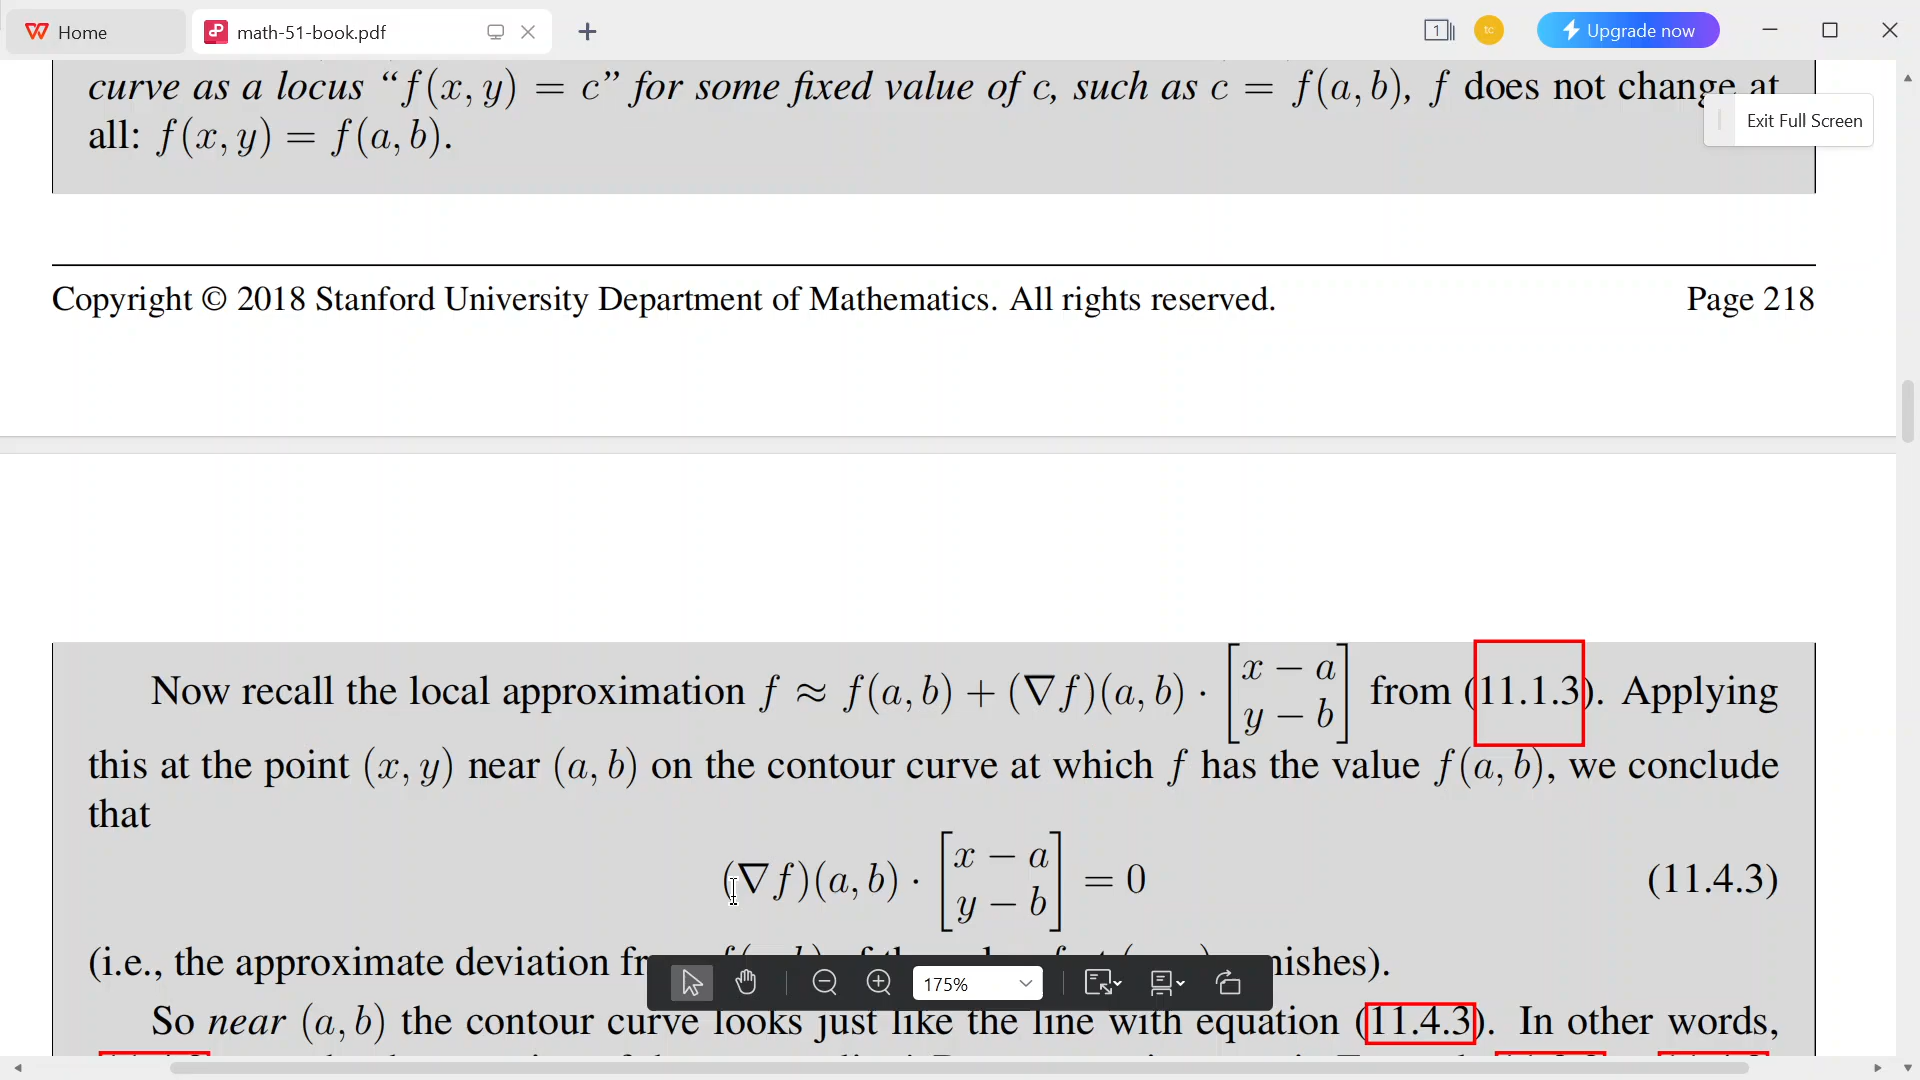 Home
math-51-book.pdf
1
tc
Upgrade now
curve as a locus “f(x, y) = c” for some fixed value of c, such as c = f(a, b), f does not change at
Exit Full Screen
all: f(x, y) = f(a, b).
Copyright © 2018 Stanford University Department of Mathematics. All rights reserved. Page 218
Now recall the local approximation f ≈ f(a, b) + (∇f)(a, b) · [x − a; y − b] from (11.1.3). Applying
this at the point (x, y) near (a, b) on the contour curve at which f has the value f(a, b), we conclude
that
(∇f)(a, b) · [x − a; y − b] = 0 (11.4.3)
(i.e., the approximate deviation
175%
So near (a, b) the contour curve looks just like the line with equation (11.4.3). In other words,